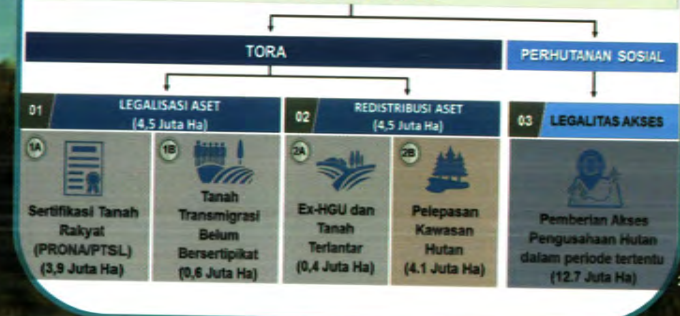 TORA
PERHUTANAN SOSIAL
01
LEGALISASI ASET
(4,5 Juta Ha)
02
REDISTRIBUSI ASET
(4,5 Juta Ha)
03
LEGALITAS AKSES
1A
Sertifikasi Tanah
Rakyat
(PRONA/PTSL)
(3,9 Juta Ha)
1B
Tanah
Transmigrasi
Belum
Bersertipikat
(0,6 Juta Ha)
2A
Ex-HGU dan
Tanah
Terlantar
(0,4 Juta Ha)
2B
Pelepasan
Kawasan
Hutan
(4.1 Juta Ha)
Pemberian Akses
Pengusahaan Hutan
dalam periode tertentu
(12.7 Juta Ha)